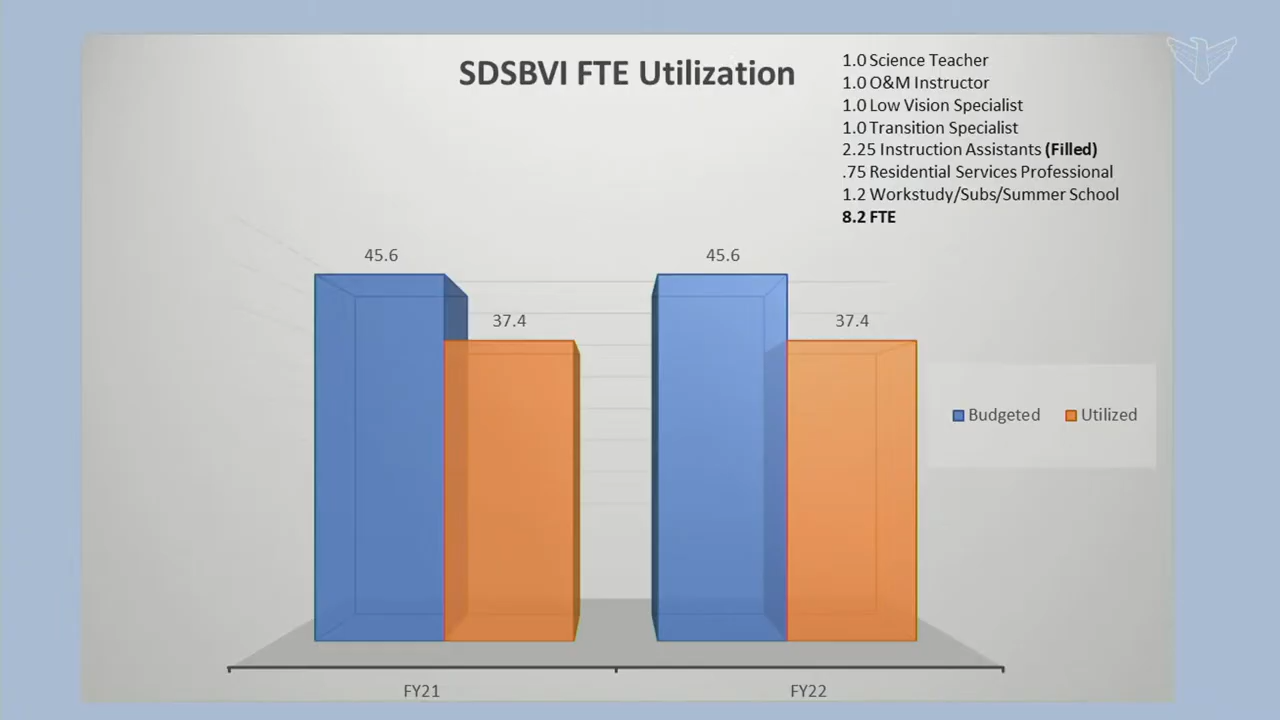 SDSBVI FTE Utilization
1.0 Science Teacher
1.0 O&M Instructor
1.0 Low Vision Specialist
1.0 Transition Specialist
2.25 Instruction Assistants (Filled)
.75 Residential Services Professional
1.2 Workstudy/Subs/Summer School
8.2 FTE
45.6
37.4
45.6
37.4
Budgeted Utilized
FY21
FY22